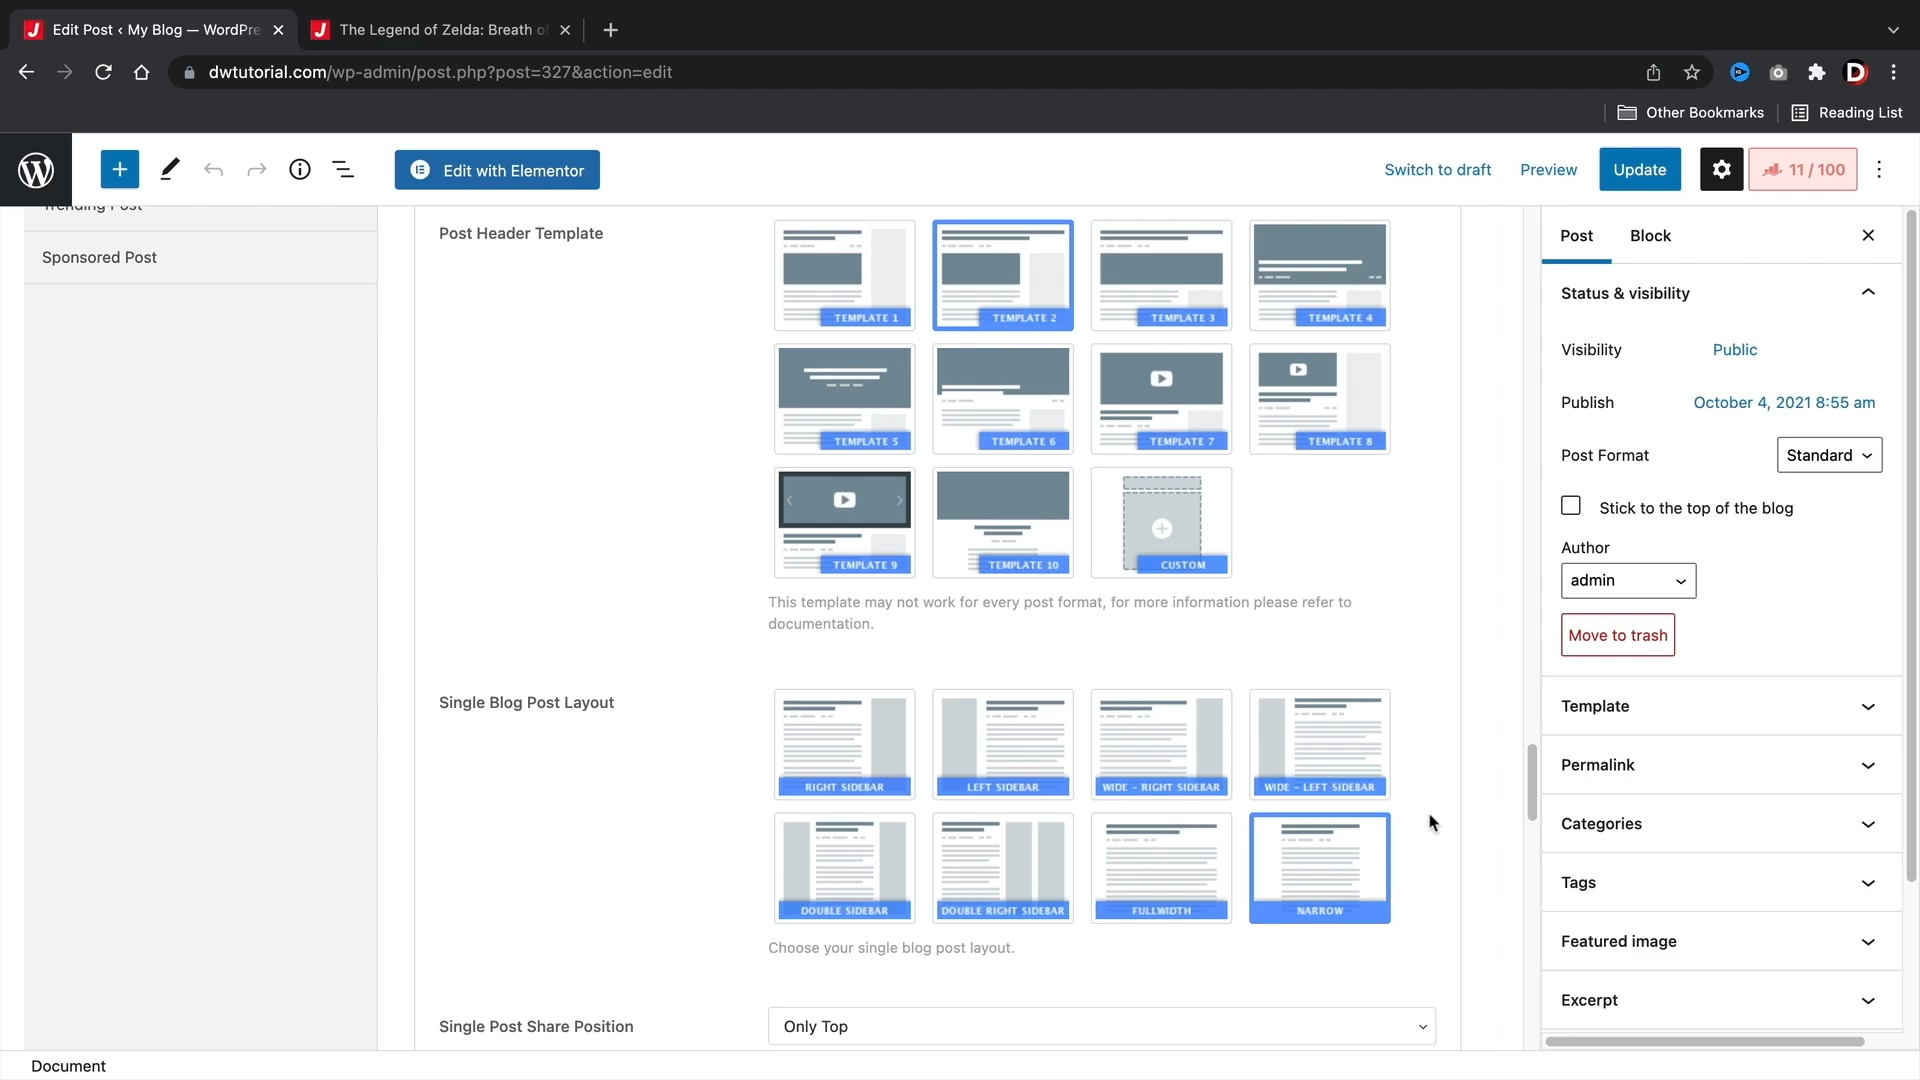 Edit Post ‹ My Blog — WordPre
The Legend of Zelda: Breath of
dwtutorial.com/wp-admin/post.php?post=327&action=edit
Other Bookmarks
Reading List
Edit with Elementor
Switch to draft
Preview
Update
11 / 100
Trending Post
Sponsored Post
Post Header Template
TEMPLATE 1
TEMPLATE 2
TEMPLATE 3
TEMPLATE 4
TEMPLATE 5
TEMPLATE 6
TEMPLATE 7
TEMPLATE 8
TEMPLATE 9
TEMPLATE 10
CUSTOM
This template may not work for every post format, for more information please refer to
documentation.
Single Blog Post Layout
RIGHT SIDEBAR
LEFT SIDEBAR
WIDE - RIGHT SIDEBAR
WIDE - LEFT SIDEBAR
DOUBLE SIDEBAR
DOUBLE RIGHT SIDEBAR
FULLWIDTH
NARROW
Choose your single blog post layout.
Single Post Share Position
Only Top
Post
Block
Status & visibility
Visibility
Public
Publish
October 4, 2021 8:55 am
Post Format
Standard
Stick to the top of the blog
Author
admin
Move to trash
Template
Permalink
Categories
Tags
Featured image
Excerpt
Document